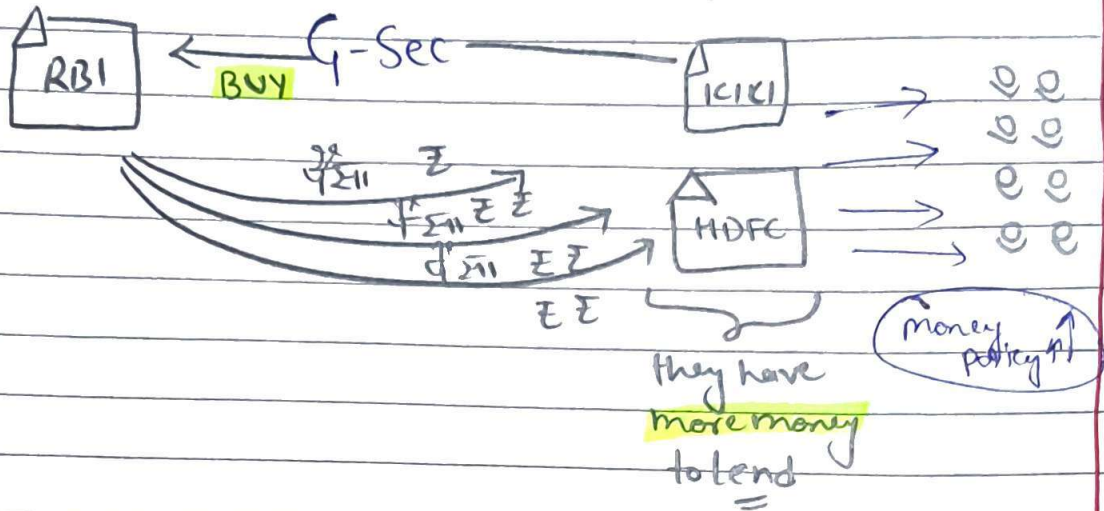 RBI
G-Sec
BUY
ICICI
HDFC
₹
₹ ₹
₹ ₹
₹ ₹
they have
more money
to lend
money
policy ↑